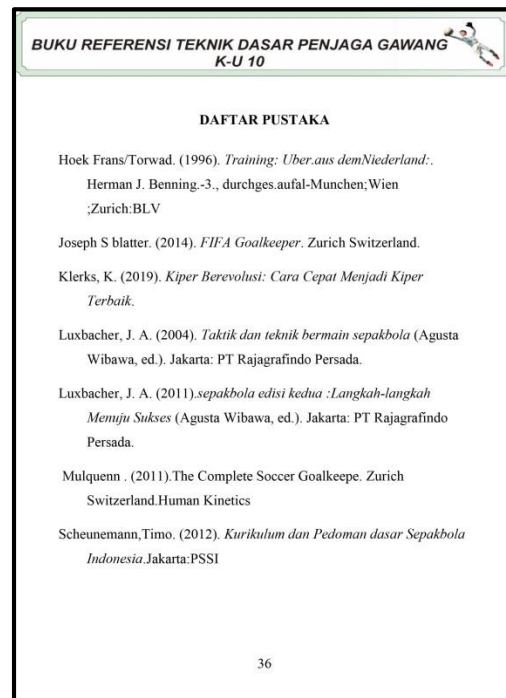 BUKU REFERENSI TEKNIK DASAR PENJAGA GAWANG
K-U 10
DAFTAR PUSTAKA
Hoek Frans/Torwad. (1996). Training: Uber.aus demNiederland:.
Herman J. Benning.-3., durchges.aufal-Munchen;Wien
;Zurich:BLV
Joseph S blatter. (2014). FIFA Goalkeeper. Zurich Switzerland.
Klerks, K. (2019). Kiper Berevolusi: Cara Cepat Menjadi Kiper
Terbaik.
Luxbacher, J. A. (2004). Taktik dan teknik bermain sepakbola (Agusta
Wibawa, ed.). Jakarta: PT Rajagrafindo Persada.
Luxbacher, J. A. (2011).sepakbola edisi kedua :Langkah-langkah
Menuju Sukses (Agusta Wibawa, ed.). Jakarta: PT Rajagrafindo
Persada.
Mulquenn . (2011).The Complete Soccer Goalkeepe. Zurich
Switzerland.Human Kinetics
Scheunemann,Timo. (2012). Kurikulum dan Pedoman dasar Sepakbola
Indonesia.Jakarta:PSSI
36